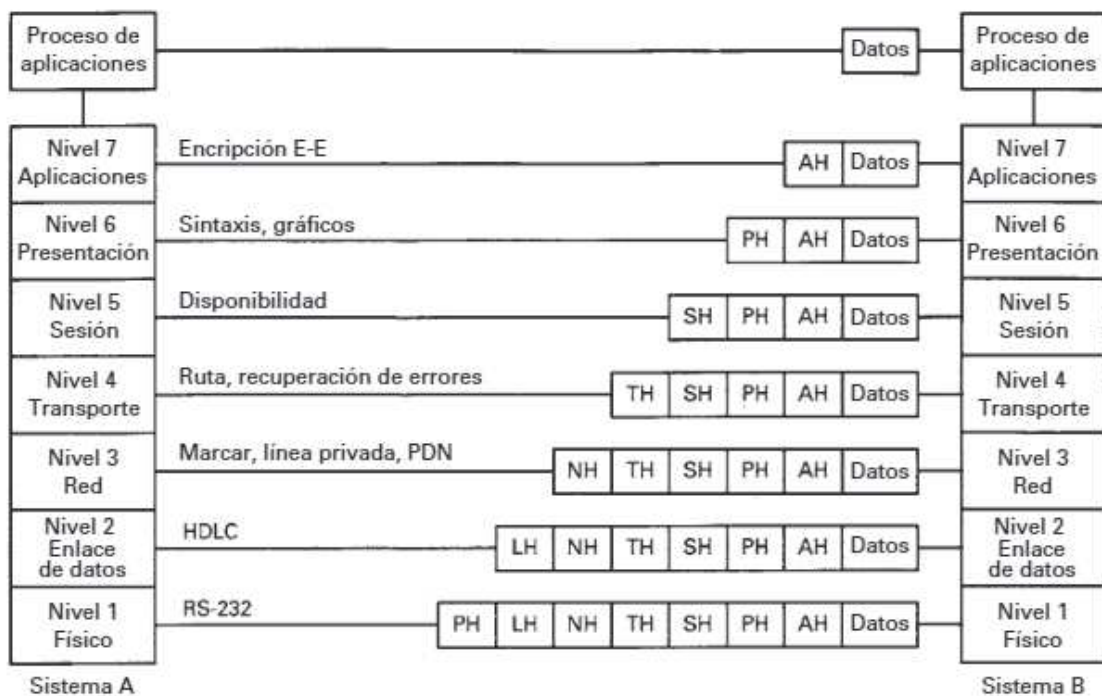 Proceso de
aplicaciones
Datos
Proceso de
aplicaciones
Nivel 7
Aplicaciones
Encripción E-E
AH Datos
Nivel 7
Aplicaciones
Nivel 6
Presentación
Sintaxis, gráficos
PH AH Datos
Nivel 6
Presentación
Nivel 5
Sesión
Disponibilidad
SH PH AH Datos
Nivel 5
Sesión
Nivel 4
Transporte
Ruta, recuperación de errores
TH SH PH AH Datos
Nivel 4
Transporte
Nivel 3
Red
Marcar, línea privada, PDN
NH TH SH PH AH Datos
Nivel 3
Red
Nivel 2
Enlace
de datos
HDLC
LH NH TH SH PH AH Datos
Nivel 2
Enlace
de datos
Nivel 1
Físico
RS-232
PH LH NH TH SH PH AH Datos
Nivel 1
Físico
Sistema A
Sistema B